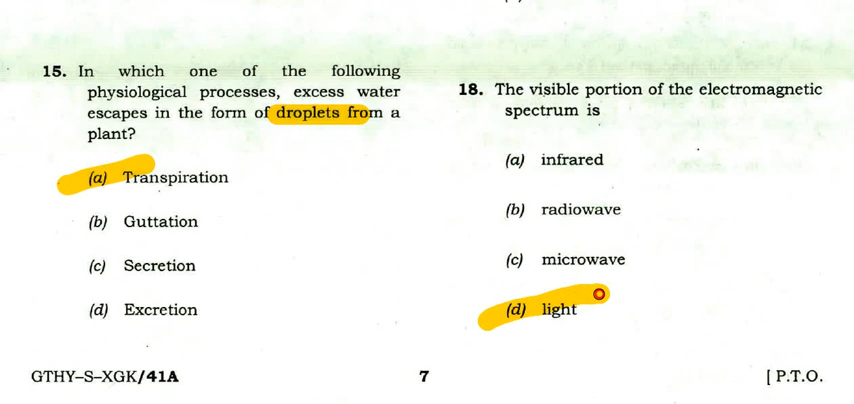 15. In which one of the following
physiological processes, excess water
escapes in the form of droplets from a
plant?
(a) Transpiration
(b) Guttation
(c) Secretion
(d) Excretion
18. The visible portion of the electromagnetic
spectrum is
(a) infrared
(b) radiowave
(c) microwave
(d) light
GTHY–S–XGK/41A 7 [ P.T.O.